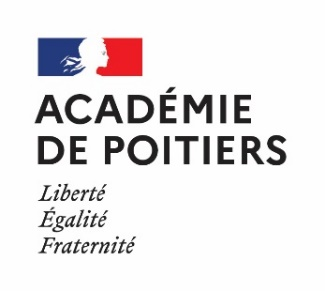 ACADÉMIE
DE POITIERS
Liberté
Égalité
Fraternité